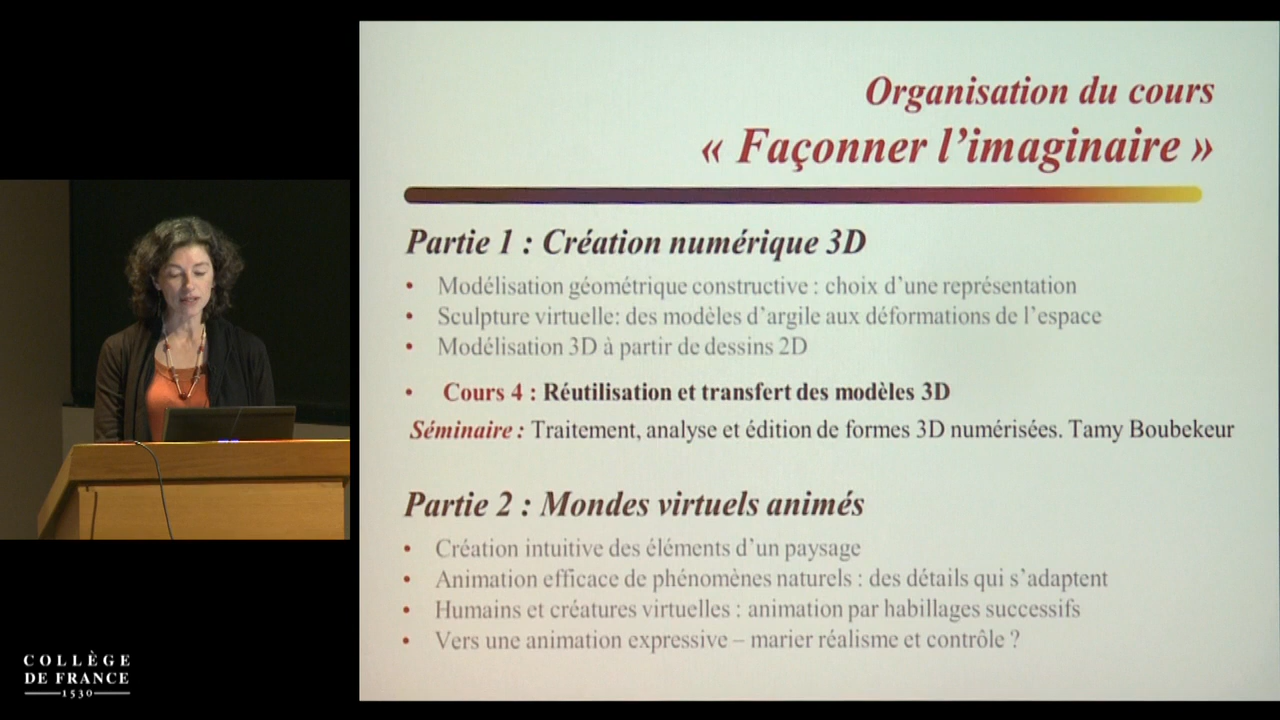 Organisation du cours
« Façonner l’imaginaire »
Partie 1 : Création numérique 3D
• Modélisation géométrique constructive : choix d’une représentation
• Sculpture virtuelle: des modèles d’argile aux déformations de l’espace
• Modélisation 3D à partir de dessins 2D
• Cours 4 : Réutilisation et transfert des modèles 3D
Séminaire : Traitement, analyse et édition de formes 3D numérisées. Tamy Boubekeur
Partie 2 : Mondes virtuels animés
• Création intuitive des éléments d’un paysage
• Animation efficace de phénomènes naturels : des détails qui s’adaptent
• Humains et créatures virtuelles : animation par habillages successifs
• Vers une animation expressive – marier réalisme et contrôle ?
COLLÈGE
DE FRANCE
1530